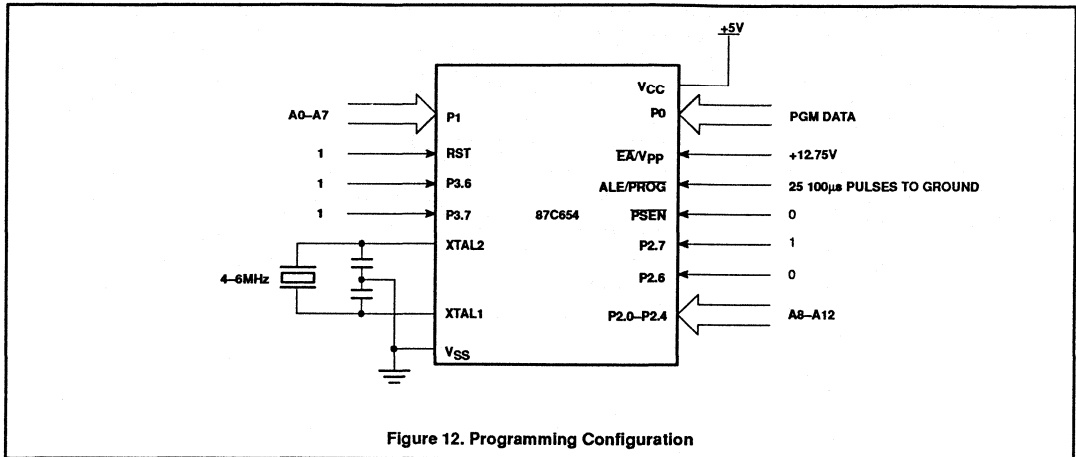 +5V
VCC
A0–A7
P1
P0
PGM DATA
1
RST
EA/VPP
+12.75V
1
P3.6
ALE/PROG
25 100µs PULSES TO GROUND
1
P3.7
87C654
PSEN
0
XTAL2
P2.7
1
4–6MHz
P2.6
0
XTAL1
P2.0–P2.4
A8–A12
VSS
Figure 12. Programming Configuration